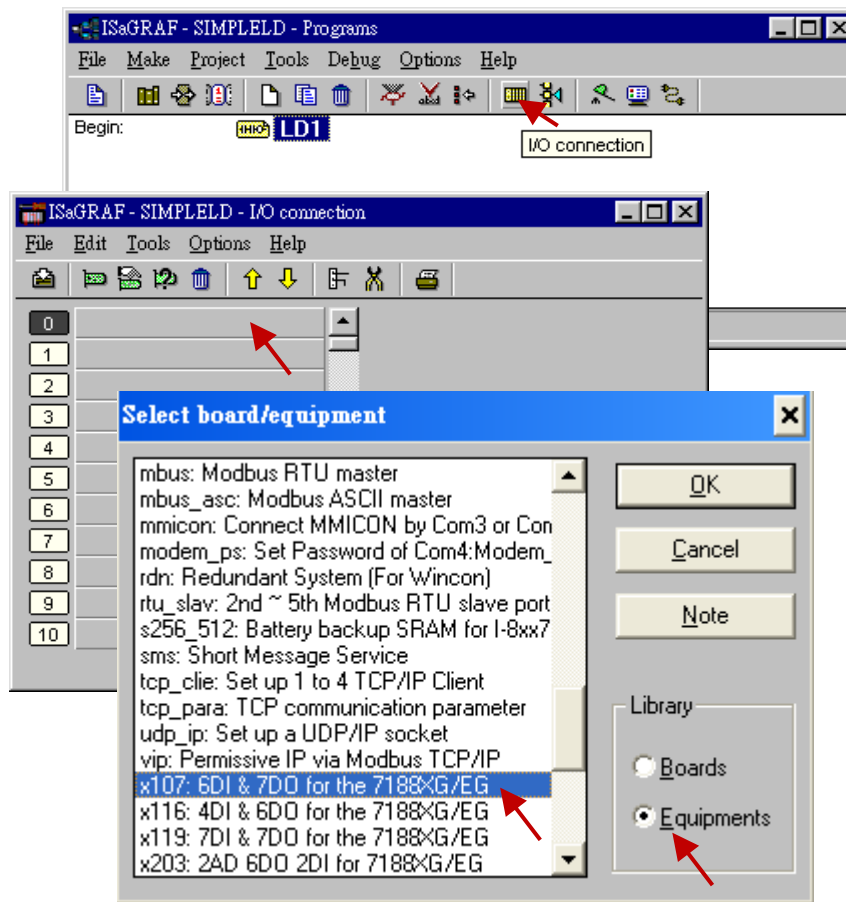 ISaGRAF - SIMPLELD - Programs
File Make Project Tools Debug Options Help
Begin: LD1
I/O connection
ISaGRAF - SIMPLELD - I/O connection
File Edit Tools Options Help
0
1
2
3
4
5
6
7
8
9
10
Select board/equipment
mbus: Modbus RTU master
mbus_asc: Modbus ASCII master
mmicon: Connect MMICON by Com3 or Con
modem_ps: Set Password of Com4:Modem_
rdn: Redundant System (For Wincon)
rtu_slav: 2nd ~ 5th Modbus RTU slave port
s256_512: Battery backup SRAM for I-8xx7
sms: Short Message Service
tcp_clie: Set up 1 to 4 TCP/IP Client
tcp_para: TCP communication parameter
udp_ip: Set up a UDP/IP socket
vip: Permissive IP via Modbus TCP/IP
x107: 6DI & 7DO for the 7188XG/EG
x116: 4DI & 6DO for the 7188XG/EG
x119: 7DI & 7DO for the 7188XG/EG
x203: 2AD 6DO 2DI for 7188XG/EG
OK
Cancel
Note
Library
Boards
Equipments